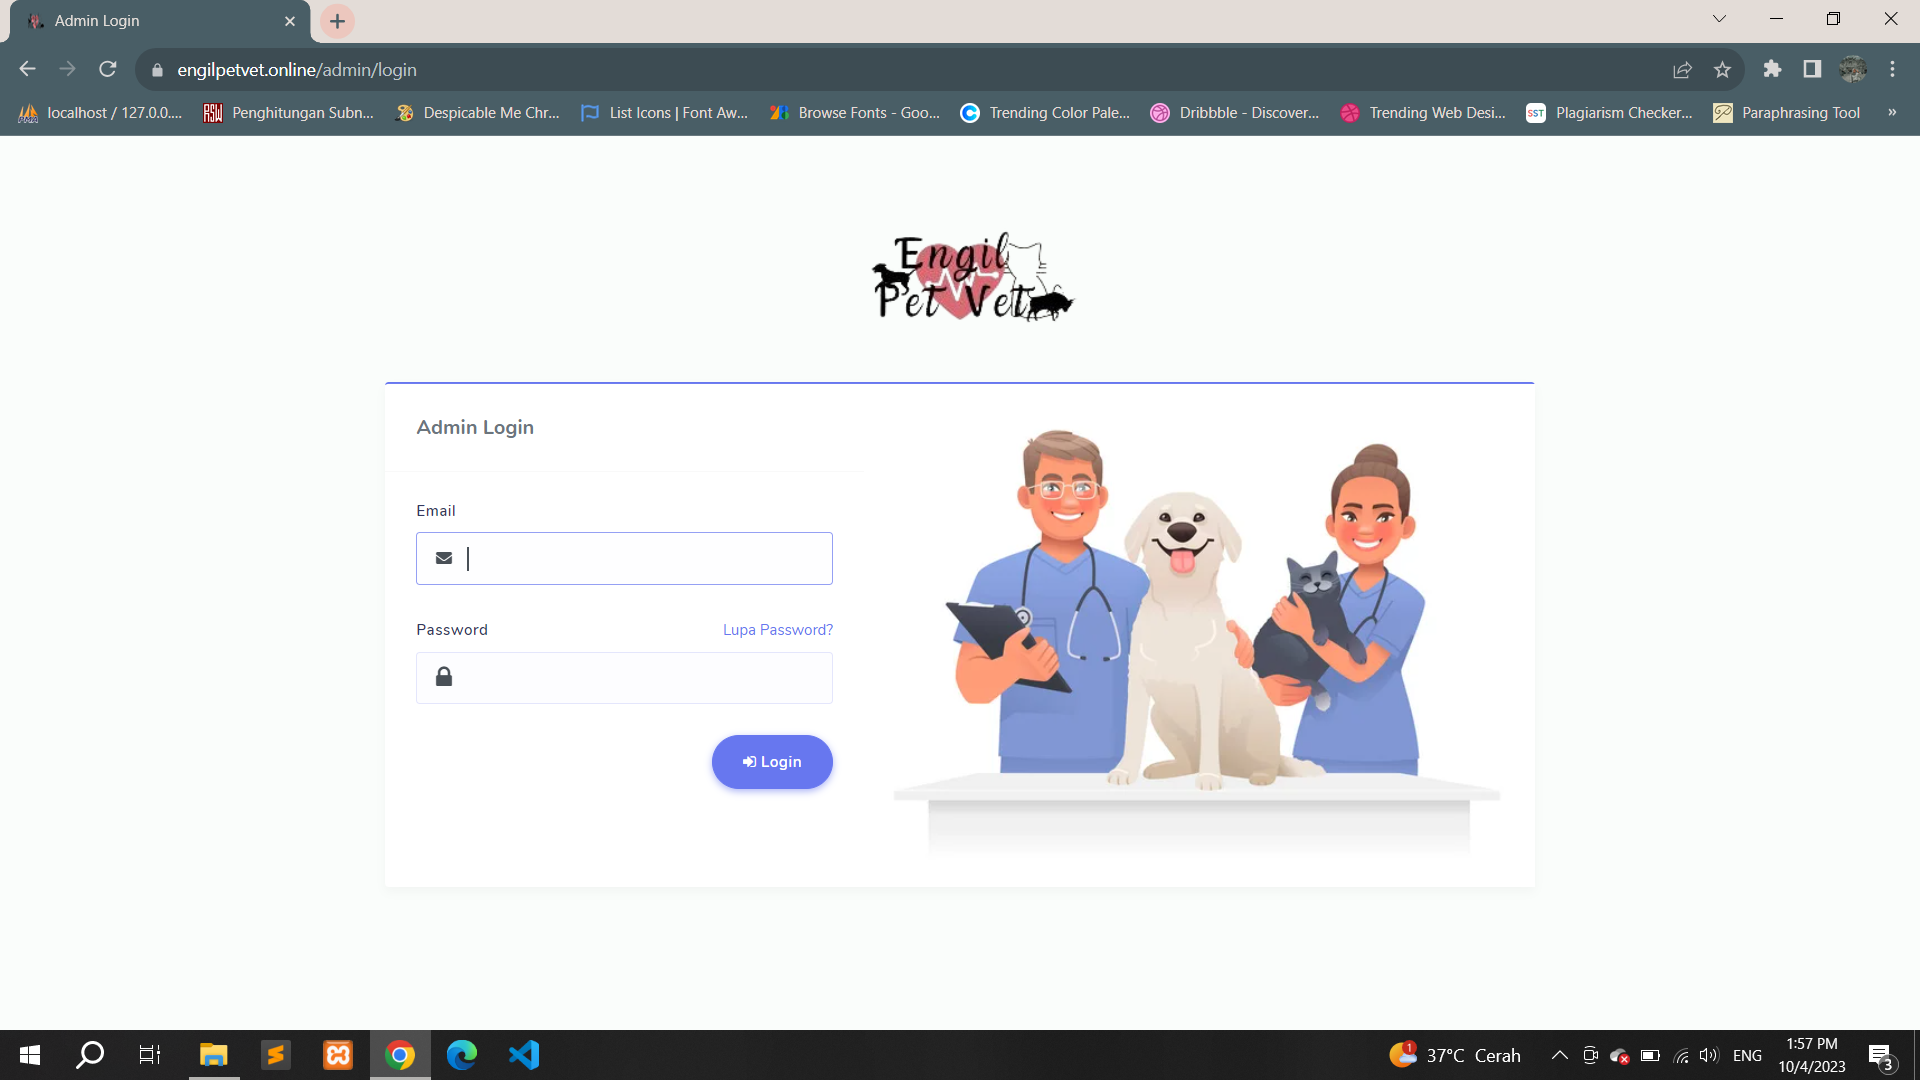 Admin Login
engilpetvet.online/admin/login
localhost / 127.0.0....
Penghitungan Subn...
Despicable Me Chr...
List Icons | Font Aw...
Browse Fonts - Goo...
Trending Color Pale...
Dribbble - Discover...
Trending Web Desi...
SST
Plagiarism Checker...
Paraphrasing Tool
»
Engil
Pet Vet
Admin Login
Email
Password
Lupa Password?
Login
1
37°C Cerah
ENG
1:57 PM
10/4/2023
3